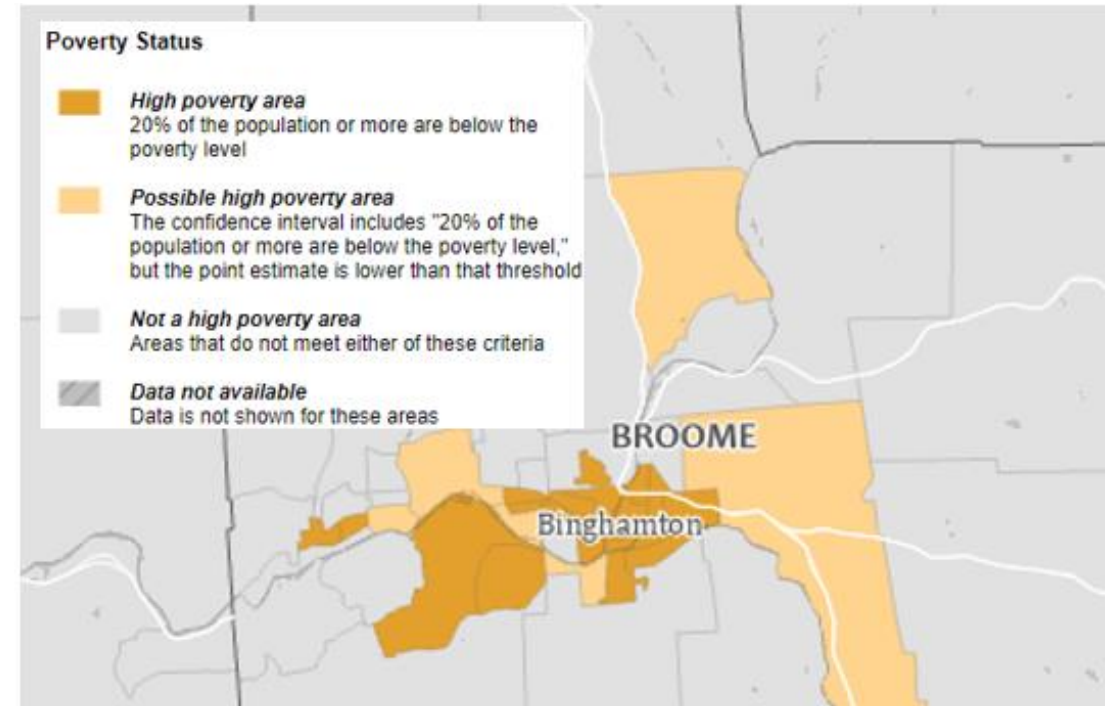 Poverty Status
High poverty area
20% of the population or more are below the
poverty level
Possible high poverty area
The confidence interval includes "20% of the
population or more are below the poverty level,"
but the point estimate is lower than that threshold
Not a high poverty area
Areas that do not meet either of these criteria
Data not available
Data is not shown for these areas
BROOME
Binghamton